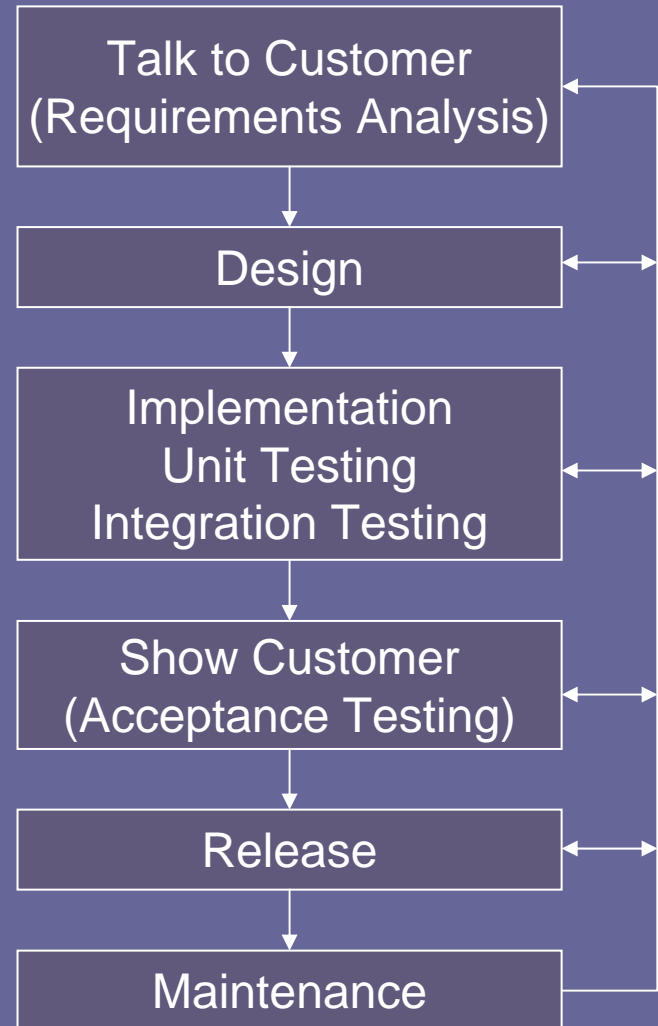 Talk to Customer
(Requirements Analysis)
Design
Implementation
Unit Testing
Integration Testing
Show Customer
(Acceptance Testing)
Release
Maintenance